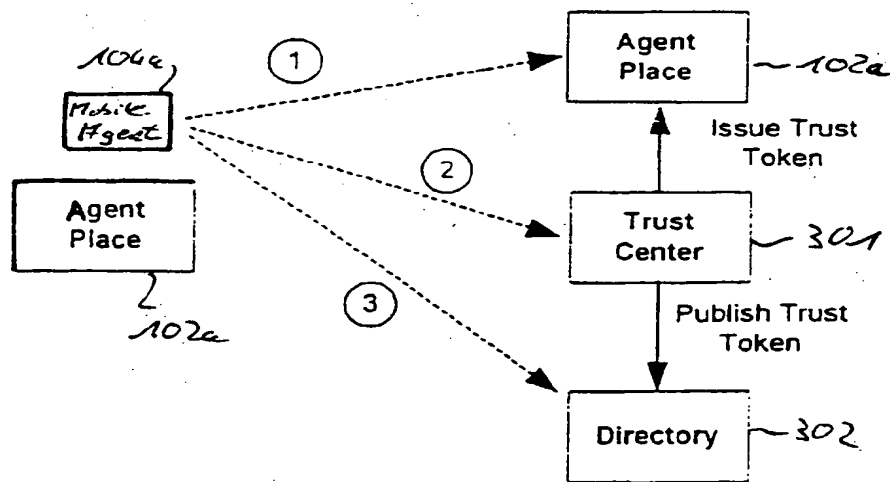 104a
1
Agent
Place
102a
Mobile
Agent
Issue Trust
Token
2
Agent
Place
Trust
Center
301
3
102a
Publish Trust
Token
Directory
302